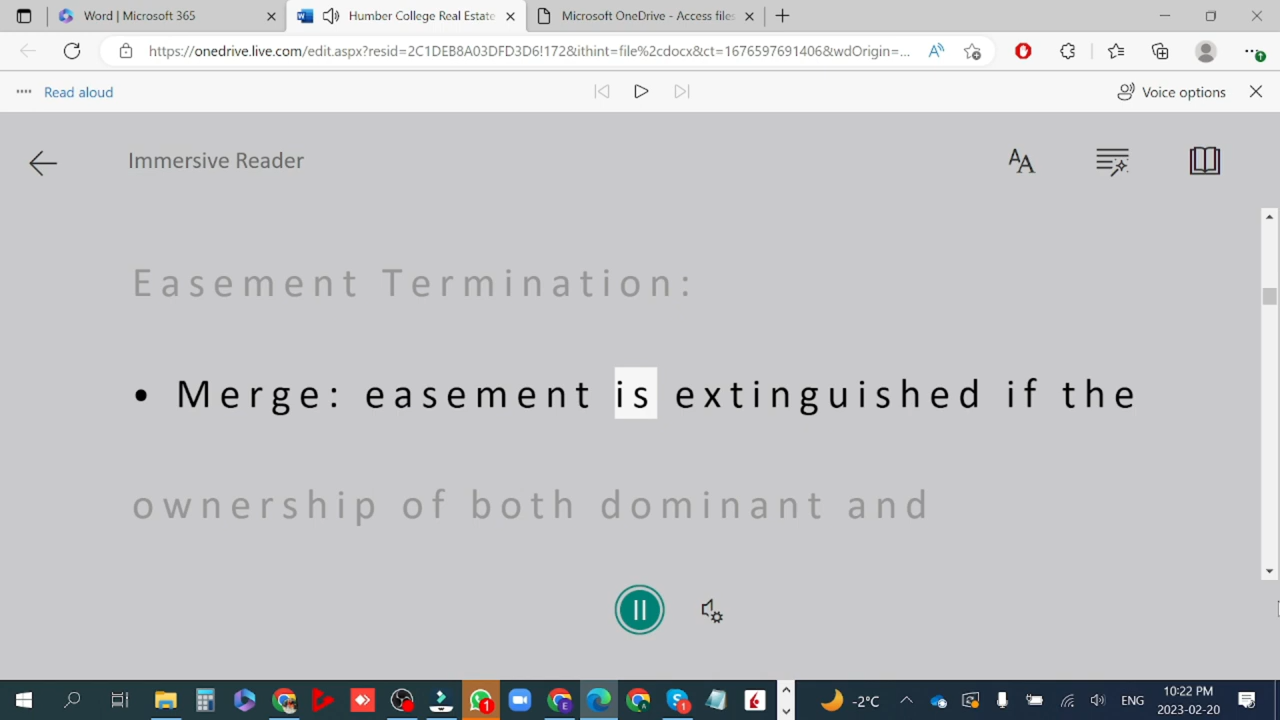 Word | Microsoft 365
Humber College Real Estate
Microsoft OneDrive - Access files
https://onedrive.live.com/edit.aspx?resid=2C1DEB8A03DFD3D6!172&ithint=file%2cdocx&ct=1676597691406&wdOrigin=...
Read aloud
Voice options
Immersive Reader
Easement Termination:
• Merge: easement is extinguished if the
ownership of both dominant and
-2°C
ENG
10:22 PM
2023-02-20